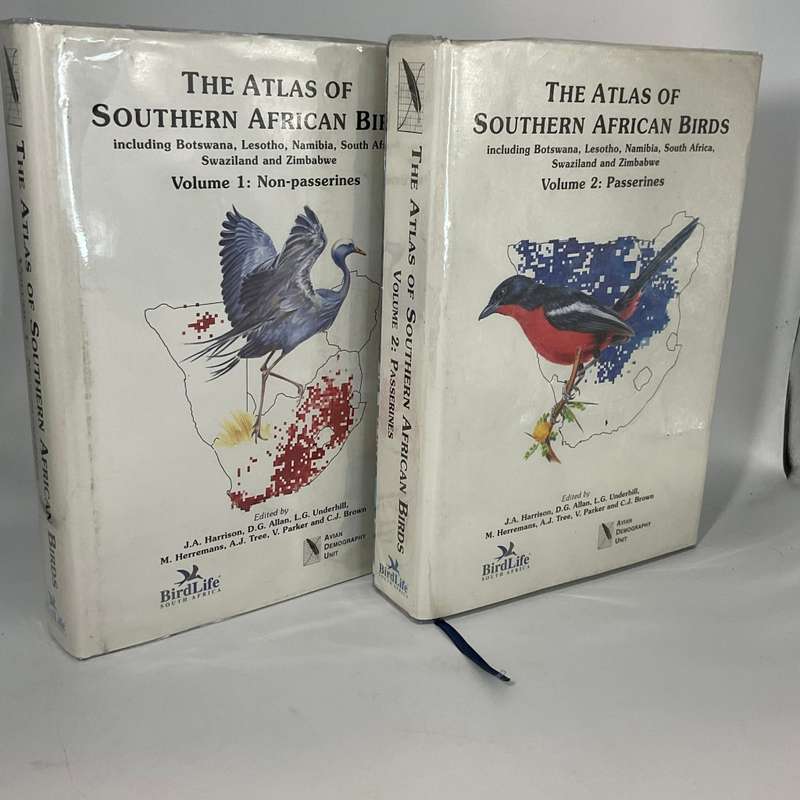 THE ATLAS OF
SOUTHERN AFRICAN
including Botswana, Lesotho, Namibia, South
Swaziland and Zimbabwe
Volume 1: Non-passerines
Edited by
J.A. Harrison, D.G. Allan, L.G. Underhill,
M. Herremans, A.J. Tree, V. Parker and C.J. Brown
BirdLife
SOUTH AFRICA
AVIAN
DEMOGRAPHY
UNIT
THE ATLAS OF SOUTHERN AFRICAN BIRDS
THE ATLAS OF
SOUTHERN AFRICAN BIRDS
including Botswana, Lesotho, Namibia, South Africa,
Swaziland and Zimbabwe
Volume 2: Passerines
Edited by
J.A. Harrison, D.G. Allan, L.G. Underhill,
M. Herremans, A.J. Tree, V. Parker and C.J. Brown
BirdLife
SOUTH AFRICA
AVIAN
DEMOGRAPHY
UNIT
THE ATLAS OF SOUTHERN AFRICAN BIRDS
VOLUME 2: PASSERINES
BirdLife